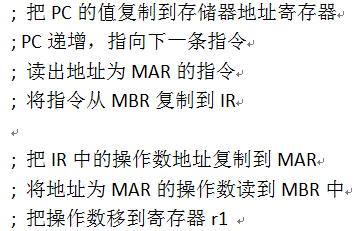 ; 把 PC 的值复制到存储器地址寄存器
; PC 递增，指向下一条指令
; 读出地址为 MAR 的指令
; 将指令从 MBR 复制到 IR
; 把 IR 中的操作数地址复制到 MAR
; 将地址为 MAR 的操作数读到 MBR 中
; 把操作数移到寄存器 r1